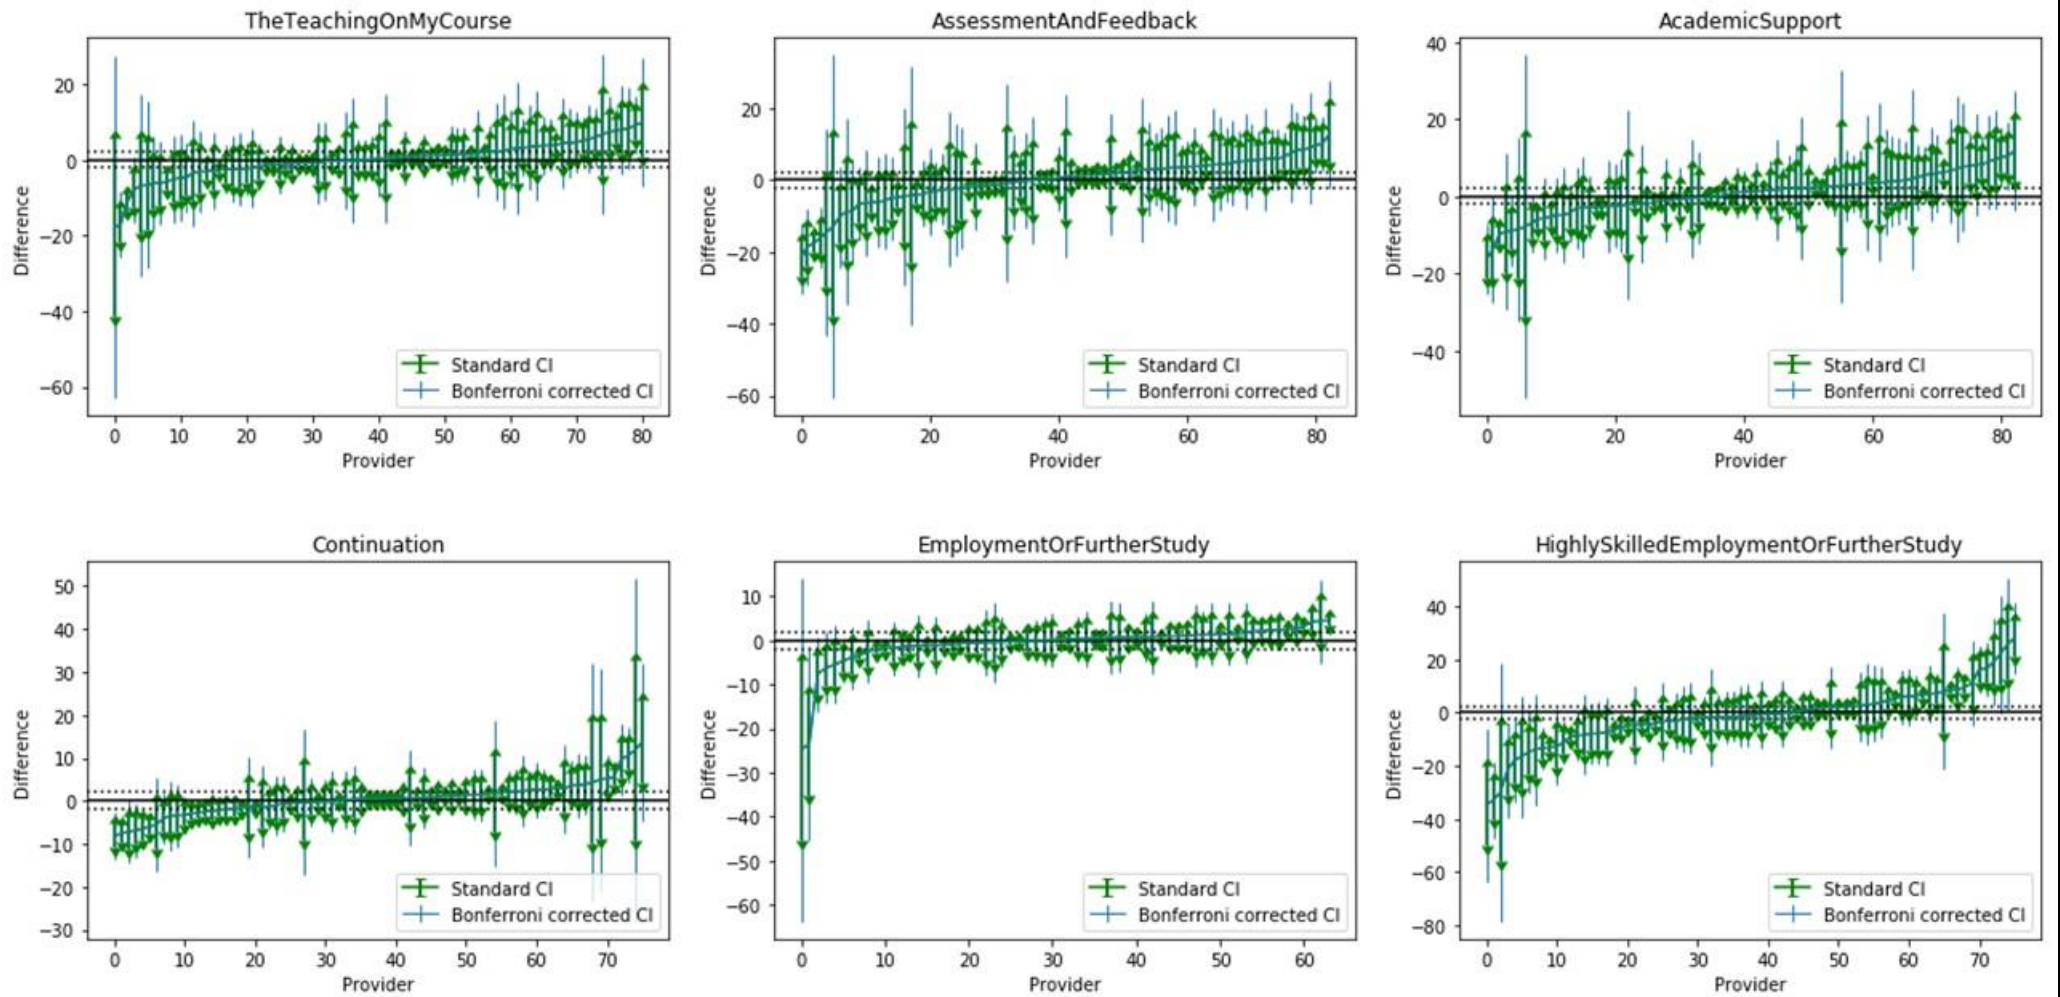 TheTeachingOnMyCourse
Difference
20
0
−20
−40
−60
Standard CI
Bonferroni corrected CI
0 10 20 30 40 50 60 70 80
Provider
AssessmentAndFeedback
Difference
20
0
−20
−40
−60
Standard CI
Bonferroni corrected CI
0 20 40 60 80
Provider
AcademicSupport
Difference
40
20
0
−20
−40
Standard CI
Bonferroni corrected CI
0 20 40 60 80
Provider
Continuation
Difference
50
40
30
20
10
0
−10
−20
−30
Standard CI
Bonferroni corrected CI
0 10 20 30 40 50 60 70
Provider
EmploymentOrFurtherStudy
Difference
10
0
−10
−20
−30
−40
−50
−60
Standard CI
Bonferroni corrected CI
0 10 20 30 40 50 60
Provider
HighlySkilledEmploymentOrFurtherStudy
Difference
40
20
0
−20
−40
−60
−80
Standard CI
Bonferroni corrected CI
0 10 20 30 40 50 60 70
Provider